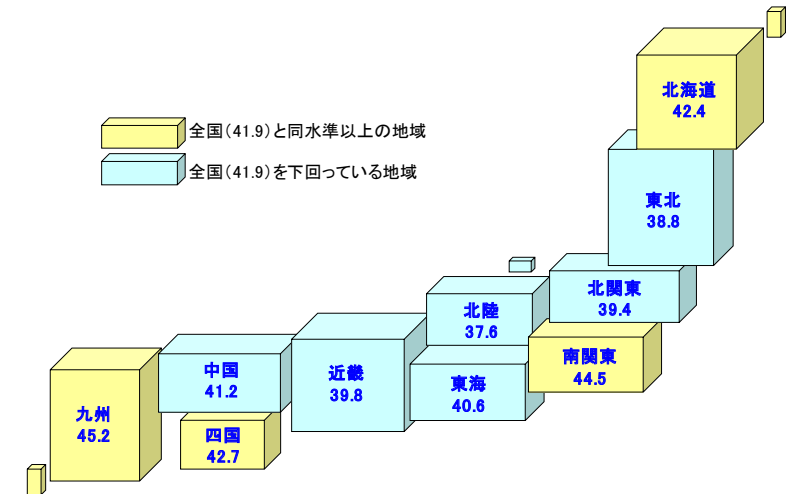 北海道
42.4
全国（41.9）と同水準以上の地域
全国（41.9）を下回っている地域
東北
38.8
北関東
39.4
北陸
37.6
南関東
44.5
中国
41.2
近畿
39.8
東海
40.6
九州
45.2
四国
42.7